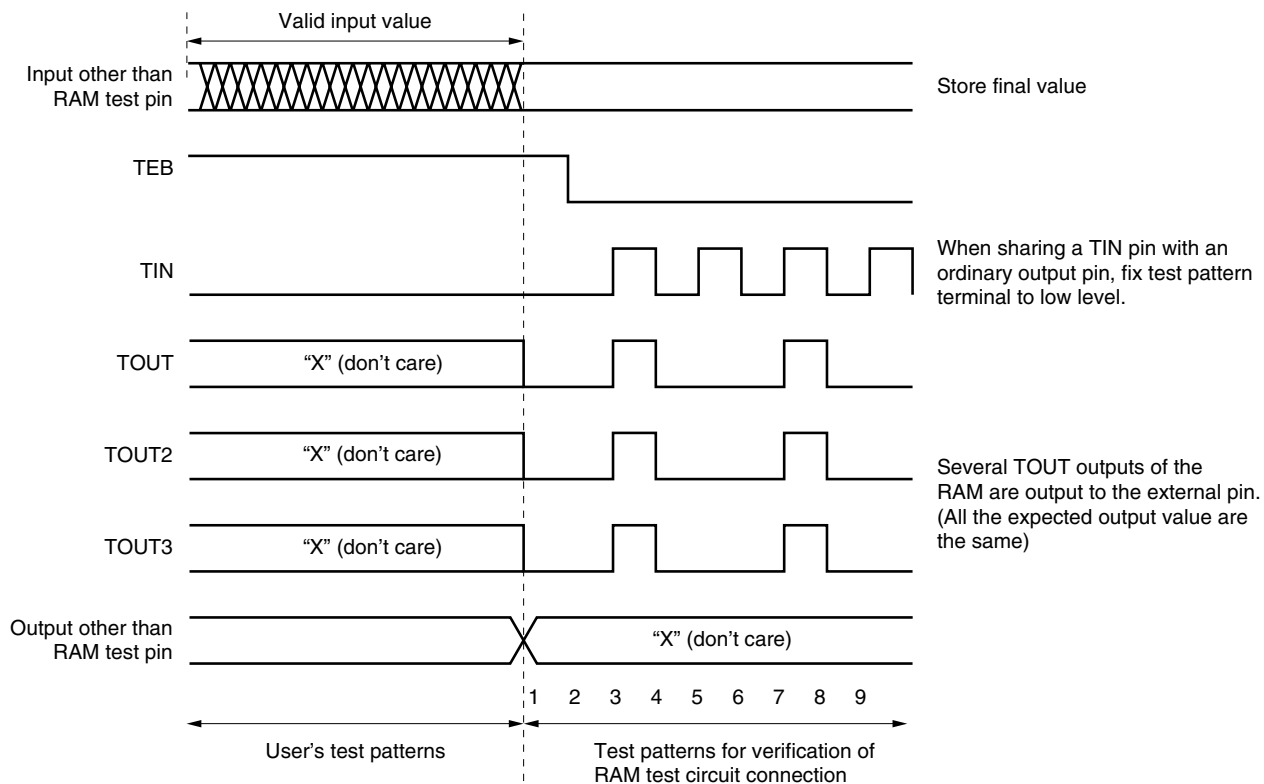 Valid input value
Input other than
RAM test pin
Store final value
TEB
TIN
When sharing a TIN pin with an
ordinary output pin, fix test pattern
terminal to low level.
TOUT
“X” (don’t care)
TOUT2
“X” (don’t care)
Several TOUT outputs of the
RAM are output to the external pin.
(All the expected output value are
the same)
TOUT3
“X” (don’t care)
Output other than
RAM test pin
“X” (don’t care)
1 2 3 4 5 6 7 8 9
User’s test patterns
Test patterns for verification of
RAM test circuit connection